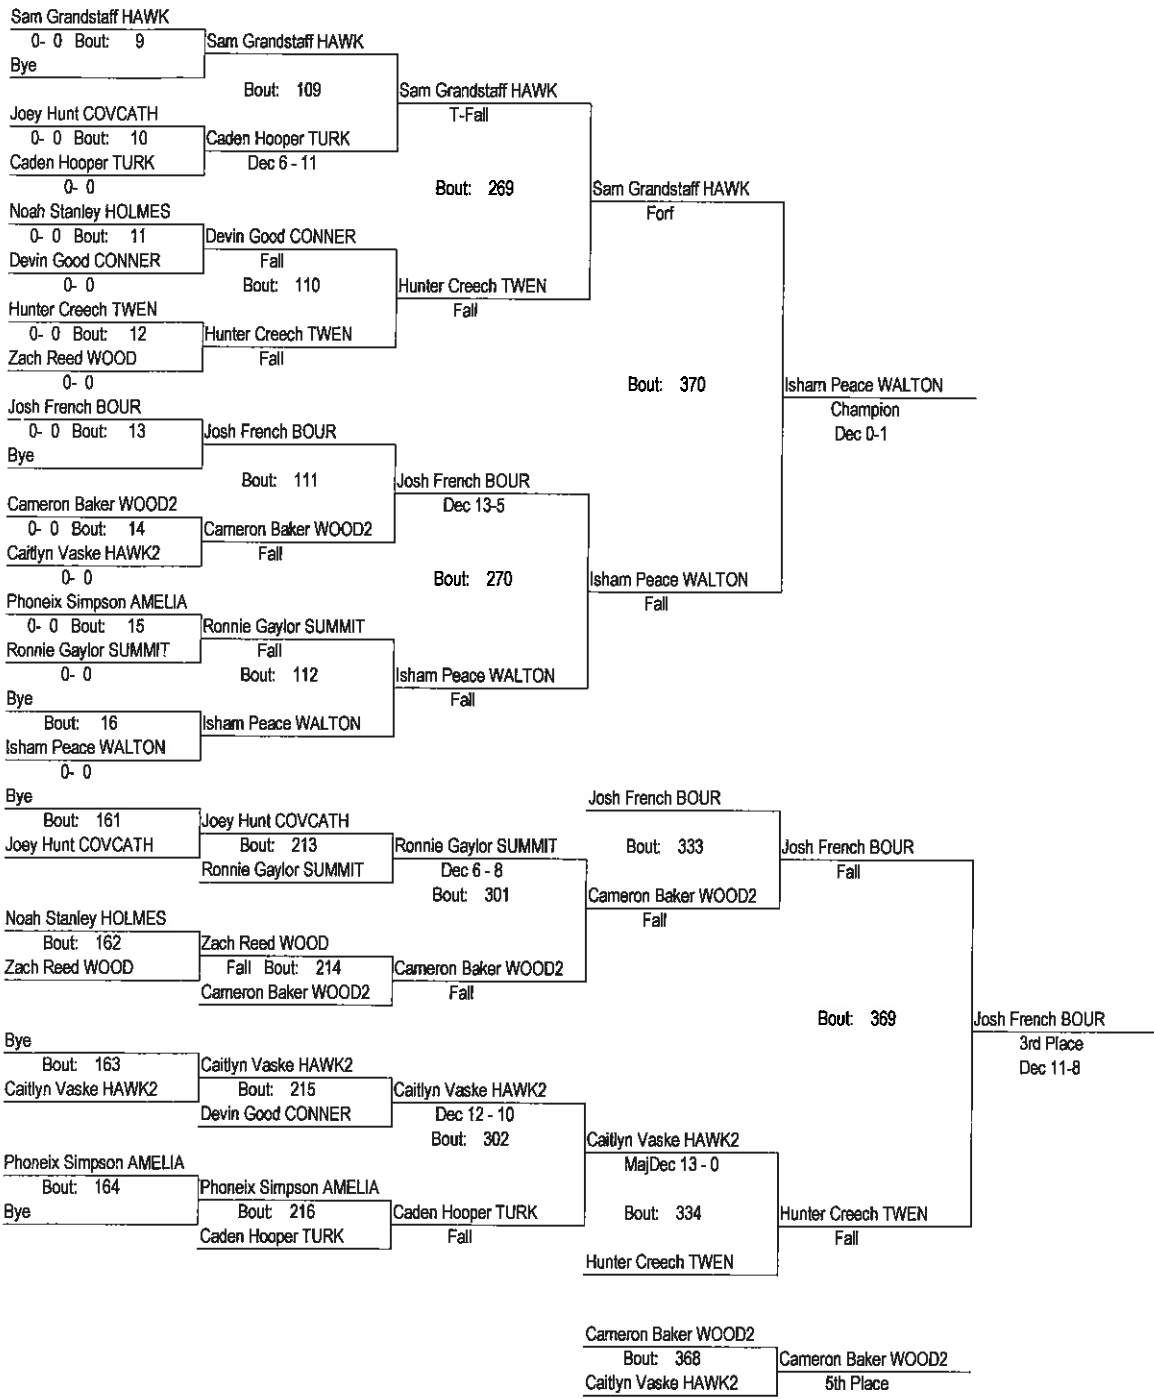 Sam Grandstaff HAWK
0- 0 Bout: 9
Sam Grandstaff HAWK
Bye
Bout: 109
Sam Grandstaff HAWK
T-Fall
Joey Hunt COVCATH
0- 0 Bout: 10
Caden Hooper TURK
Caden Hooper TURK
Dec 6 - 11
0- 0
Bout: 269
Sam Grandstaff HAWK
Forf
Noah Stanley HOLMES
0- 0 Bout: 11
Devin Good CONNER
Devin Good CONNER
Fall
0- 0
Bout: 110
Hunter Creech TWEN
Fall
Hunter Creech TWEN
0- 0 Bout: 12
Hunter Creech TWEN
Zach Reed WOOD
Fall
0- 0
Bout: 370
Isham Peace WALTON
Champion
Dec 0-1
Josh French BOUR
0- 0 Bout: 13
Josh French BOUR
Bye
Bout: 111
Josh French BOUR
Dec 13-5
Cameron Baker WOOD2
0- 0 Bout: 14
Cameron Baker WOOD2
Caitlyn Vaske HAWK2
Fall
0- 0
Bout: 270
Isham Peace WALTON
Fall
Phoneix Simpson AMELIA
0- 0 Bout: 15
Ronnie Gaylor SUMMIT
Ronnie Gaylor SUMMIT
Fall
0- 0
Bout: 112
Isham Peace WALTON
Fall
Bye
Bout: 16
Isham Peace WALTON
Isham Peace WALTON
0- 0
Bye
Bout: 161
Joey Hunt COVCATH
Joey Hunt COVCATH
Bout: 213
Ronnie Gaylor SUMMIT
Ronnie Gaylor SUMMIT
Dec 6 - 8
Bout: 301
Josh French BOUR
Bout: 333
Josh French BOUR
Fall
Cameron Baker WOOD2
Fall
Noah Stanley HOLMES
Bout: 162
Zach Reed WOOD
Zach Reed WOOD
Fall Bout: 214
Cameron Baker WOOD2
Cameron Baker WOOD2
Fall
Bout: 369
Josh French BOUR
3rd Place
Dec 11-8
Bye
Bout: 163
Caitlyn Vaske HAWK2
Caitlyn Vaske HAWK2
Bout: 215
Devin Good CONNER
Caitlyn Vaske HAWK2
Dec 12 - 10
Bout: 302
Caitlyn Vaske HAWK2
MajDec 13 - 0
Phoneix Simpson AMELIA
Bout: 164
Bye
Phoneix Simpson AMELIA
Bout: 216
Caden Hooper TURK
Caden Hooper TURK
Fall
Bout: 334
Hunter Creech TWEN
Fall
Hunter Creech TWEN
Cameron Baker WOOD2
Bout: 368
Cameron Baker WOOD2
Caitlyn Vaske HAWK2
5th Place